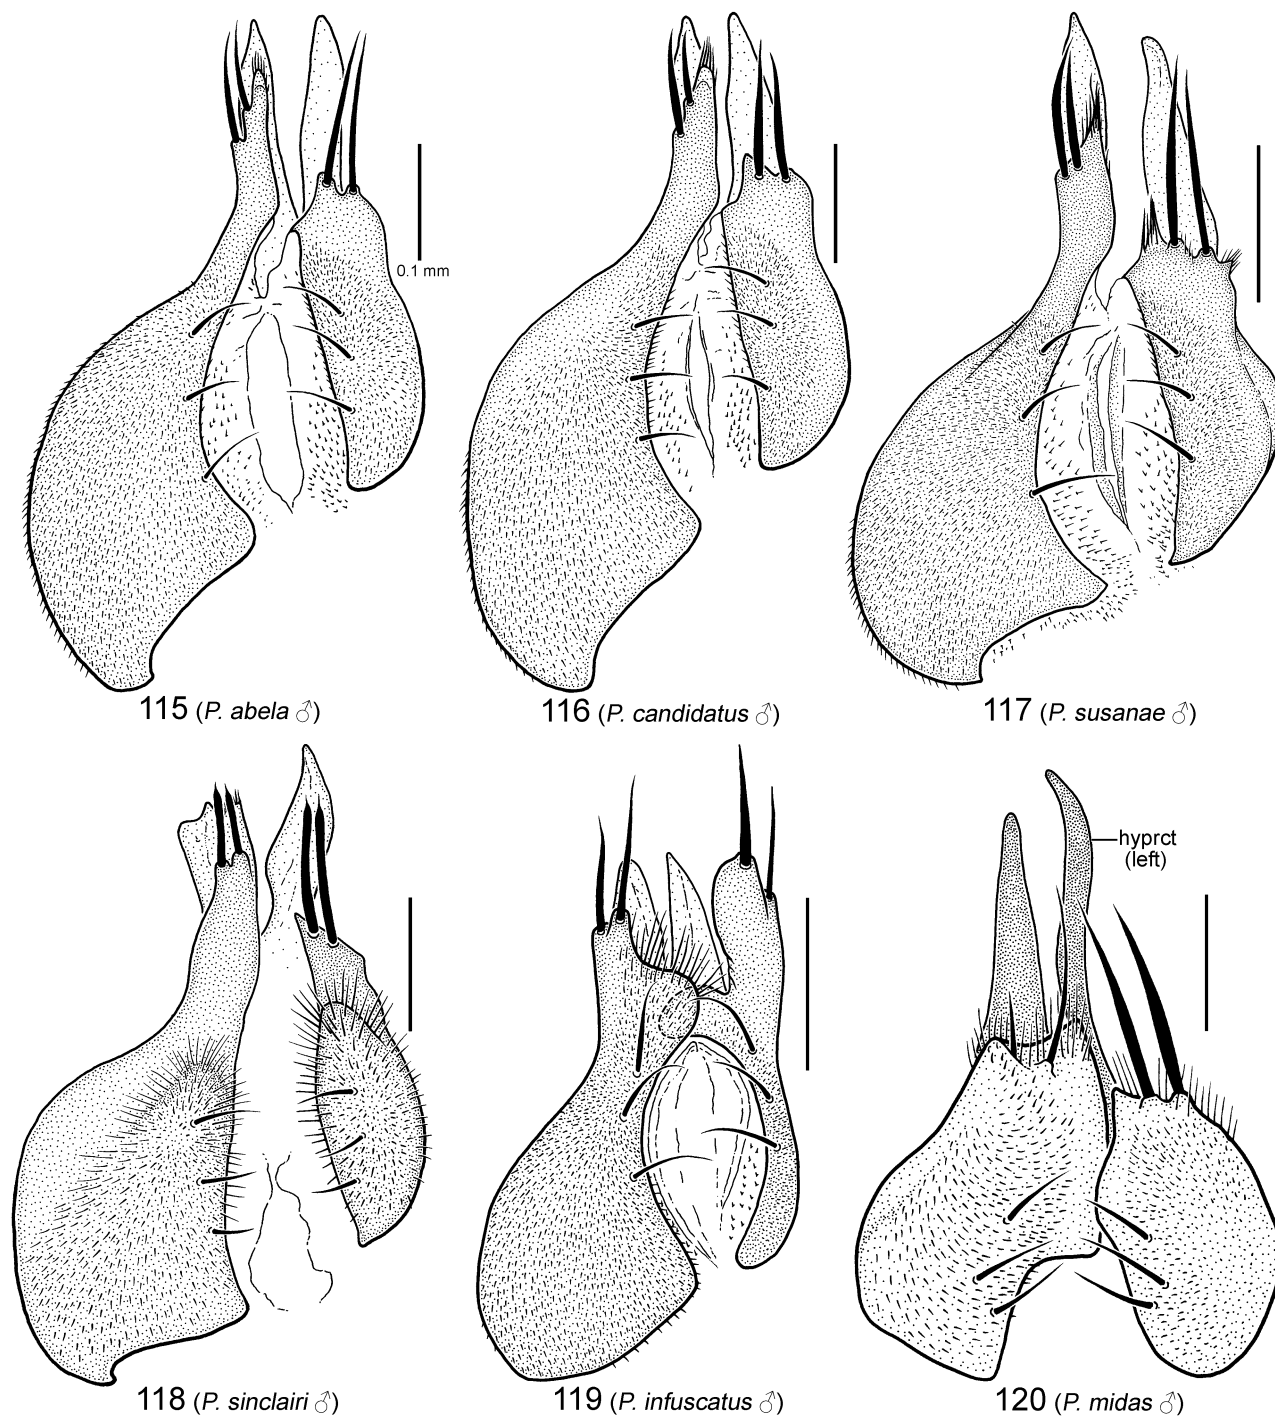 0.1 mm
115 (P. abela ♂)
116 (P. candidatus ♂)
117 (P. susanae ♂)
hyprct
(left)
118 (P. sinclairi ♂)
119 (P. infuscatus ♂)
120 (P. midas ♂)